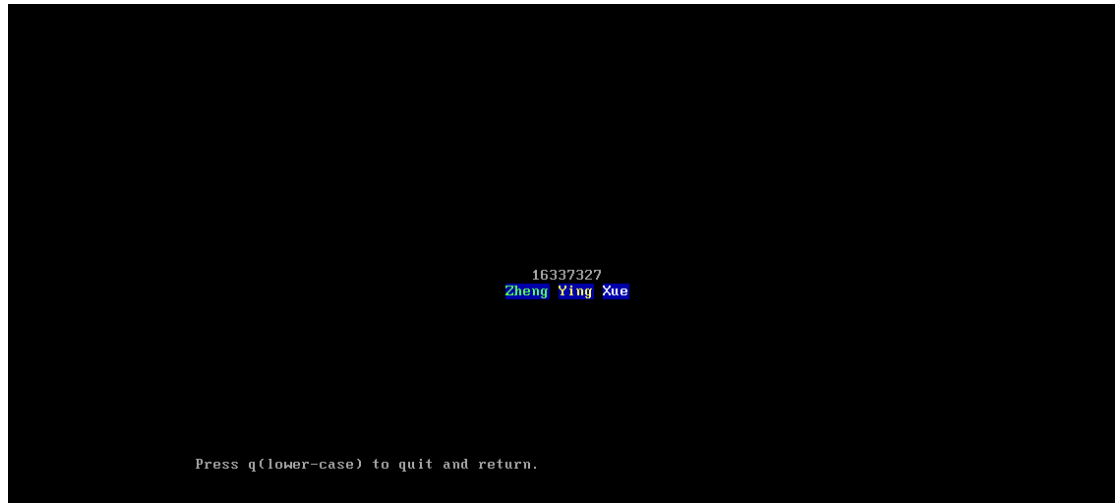 16337327
Zheng Ying Xue
Press q(lower-case) to quit and return.